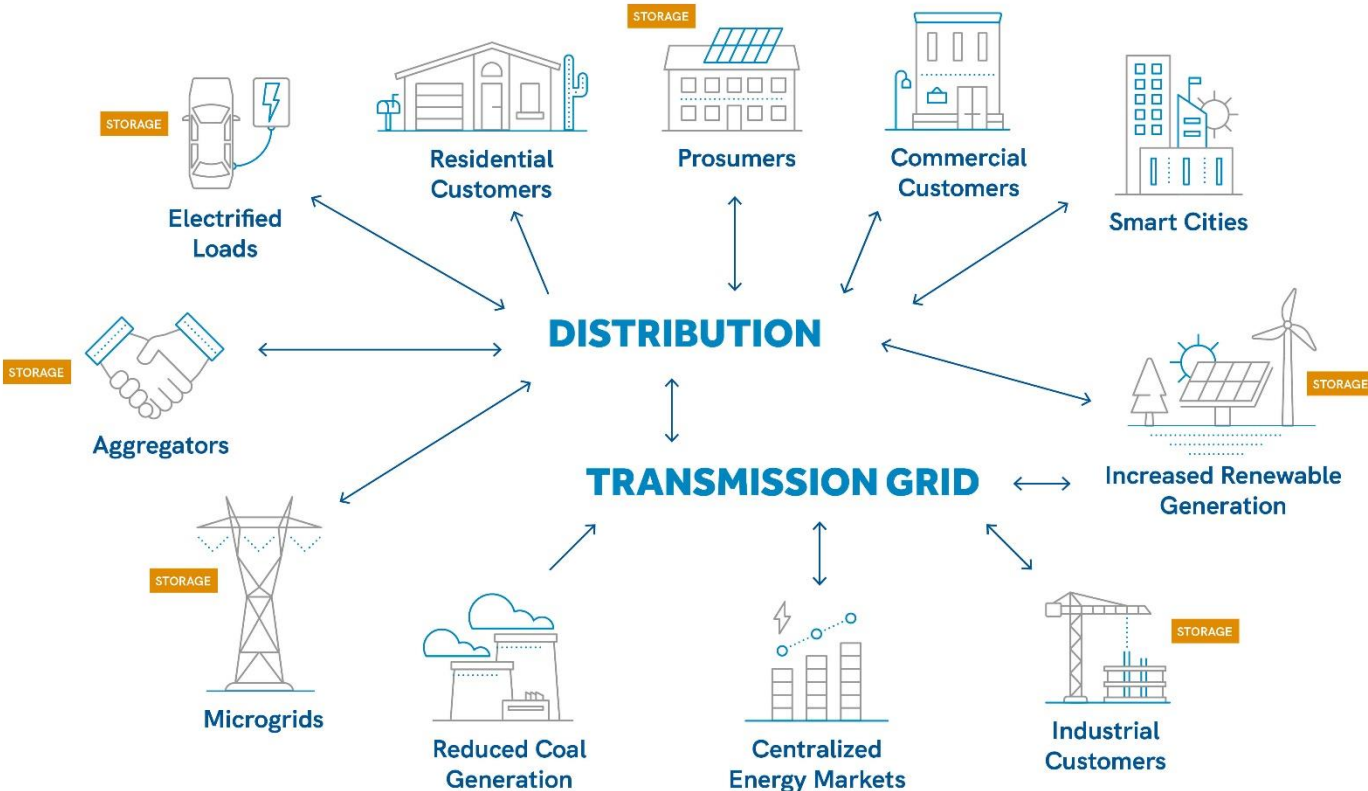 STORAGE
STORAGE
Electrified
Loads
Residential
Customers
Prosumers
Commercial
Customers
Smart Cities
DISTRIBUTION
STORAGE
Aggregators
STORAGE
Increased Renewable
Generation
TRANSMISSION GRID
STORAGE
Microgrids
Reduced Coal
Generation
Centralized
Energy Markets
STORAGE
Industrial
Customers